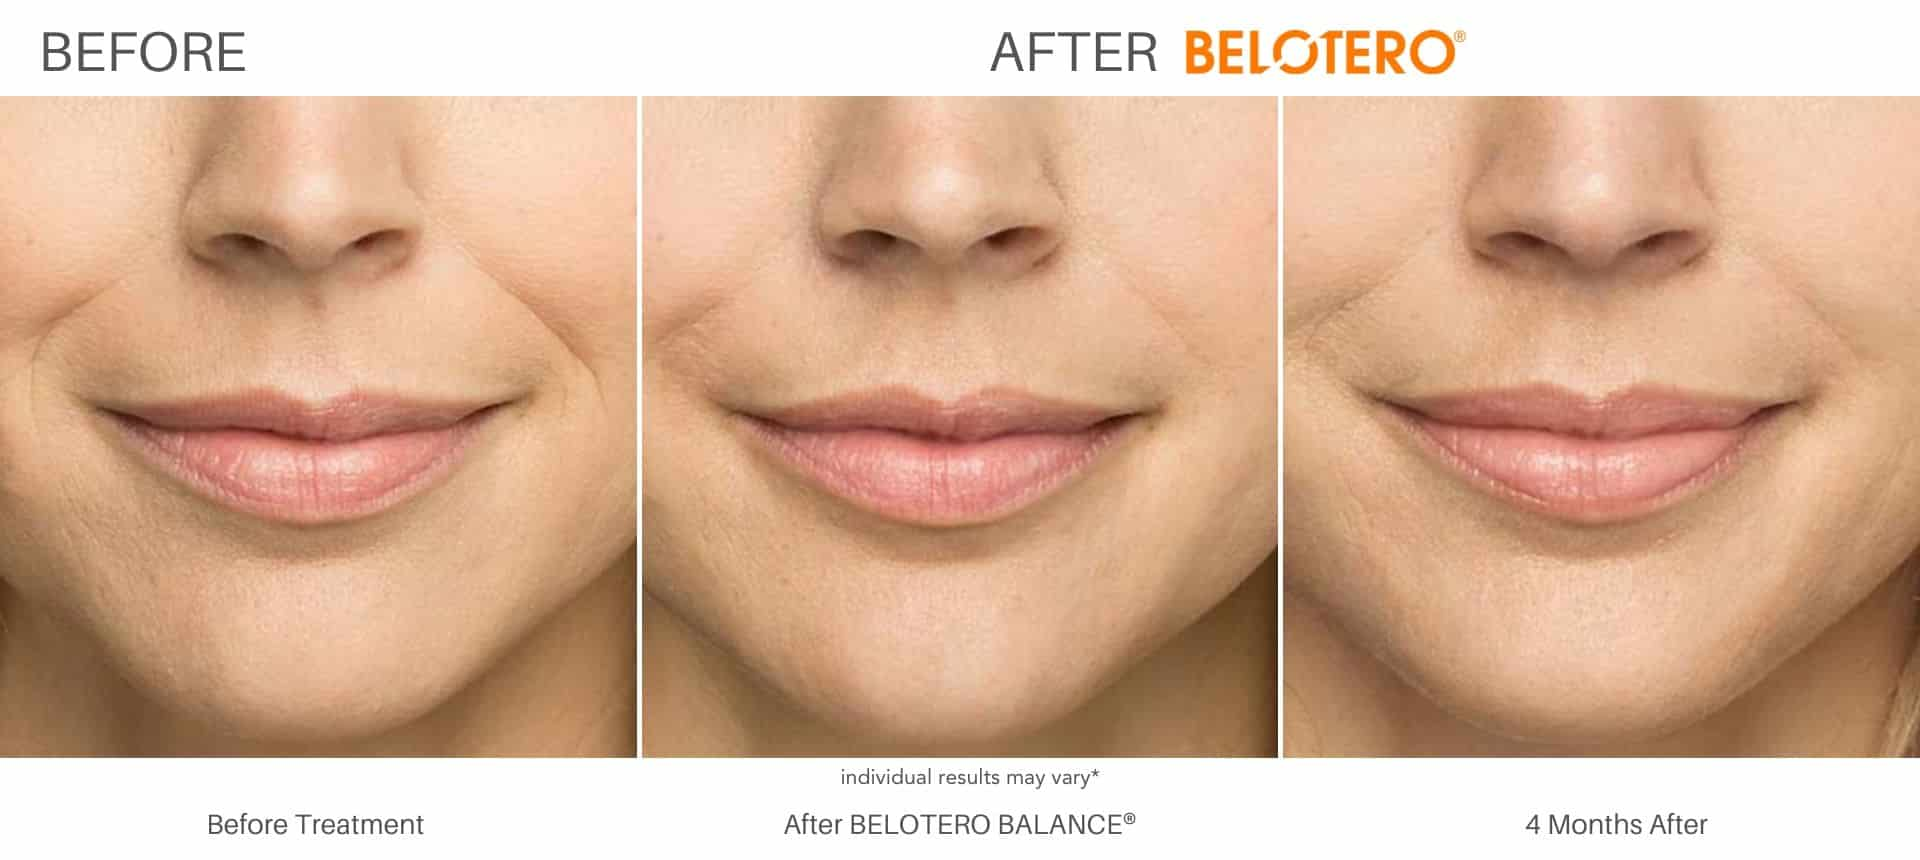 BEFORE
AFTER BELOTERO®
individual results may vary*
Before Treatment
After BELOTERO BALANCE®
4 Months After